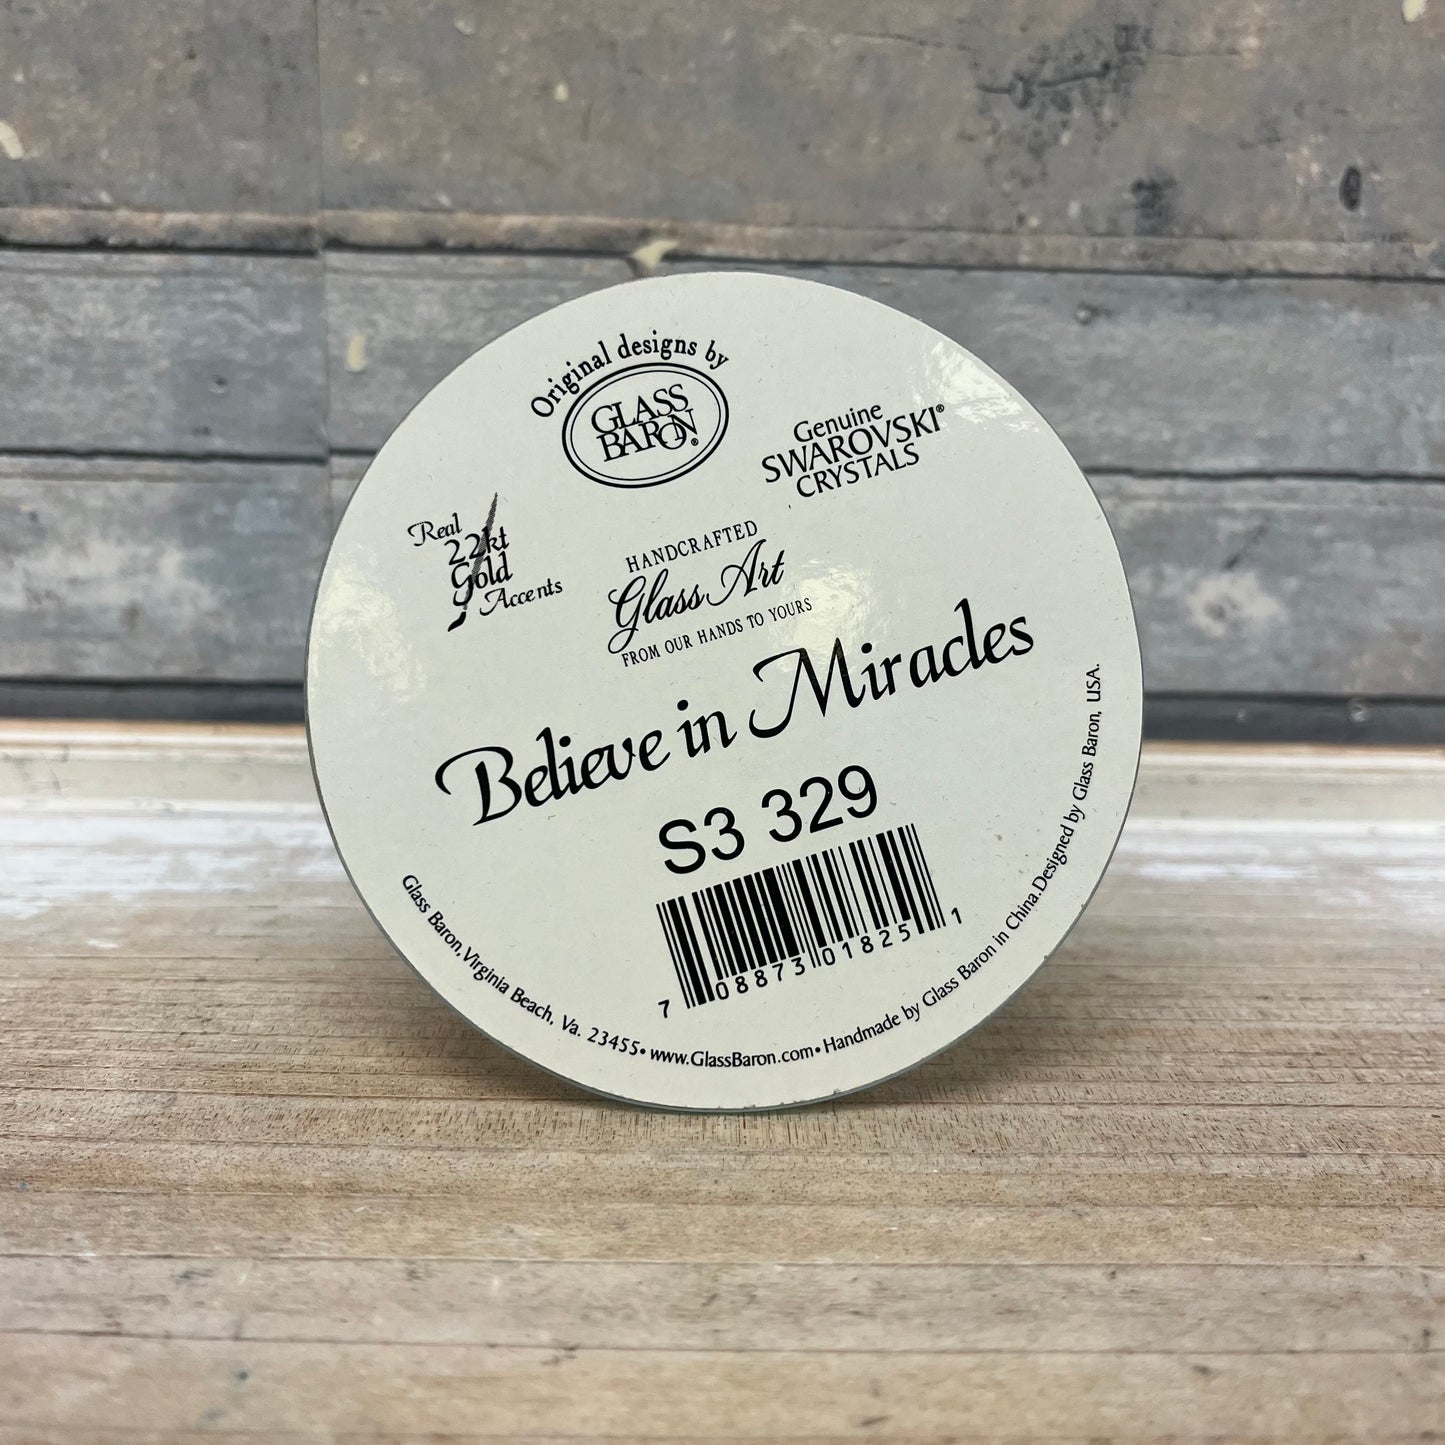 Original designs by
GLASS
BARON®
Genuine
SWAROVSKI®
CRYSTALS
Real
22kt
Gold
Accents
HANDCRAFTED
Glass Art
FROM OUR HANDS TO YOURS
Believe in Miracles
S3 329
7 08873 01825 1
Glass Baron, Virginia Beach, Va. 23455• www.GlassBaron.com• Handmade by Glass Baron in China. Designed by Glass Baron, USA.